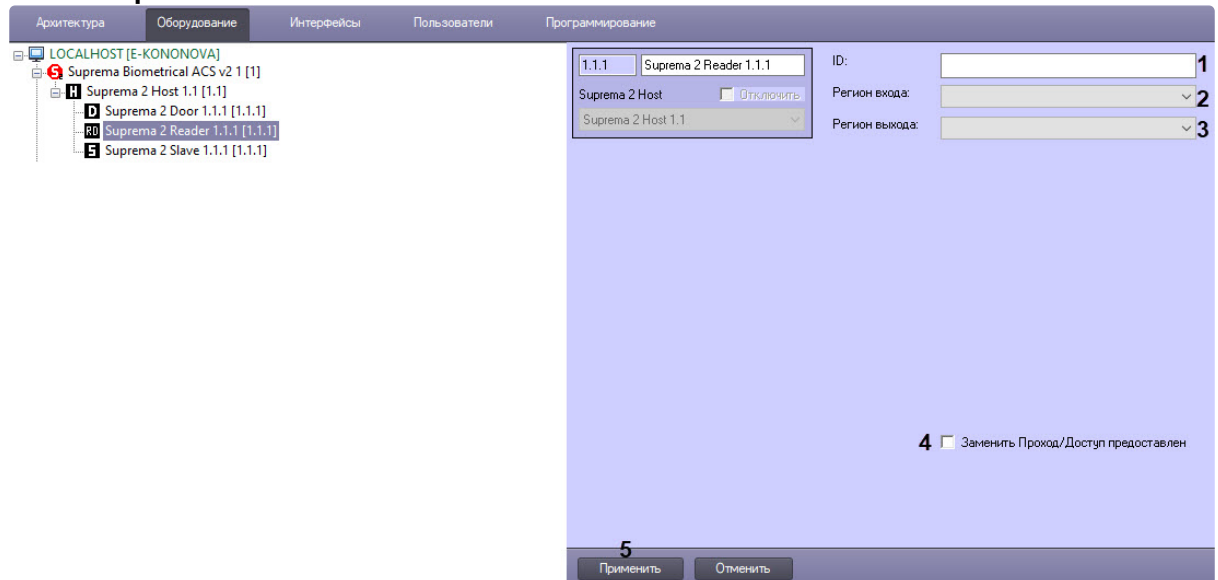 Архитектура Оборудование Интерфейсы Пользователи Программирование
LOCALHOST [E-KONONOVA]
Suprema Biometrical ACS v2 1 [1]
Suprema 2 Host 1.1 [1.1]
Suprema 2 Door 1.1.1 [1.1.1]
Suprema 2 Reader 1.1.1 [1.1.1]
Suprema 2 Slave 1.1.1 [1.1.1]
1.1.1 Suprema 2 Reader 1.1.1
Suprema 2 Host Отключить
Suprema 2 Host 1.1
ID: 1
Регион входа: 2
Регион выхода: 3
4 Заменить Проход/Доступ предоставлен
5
Применить Отменить